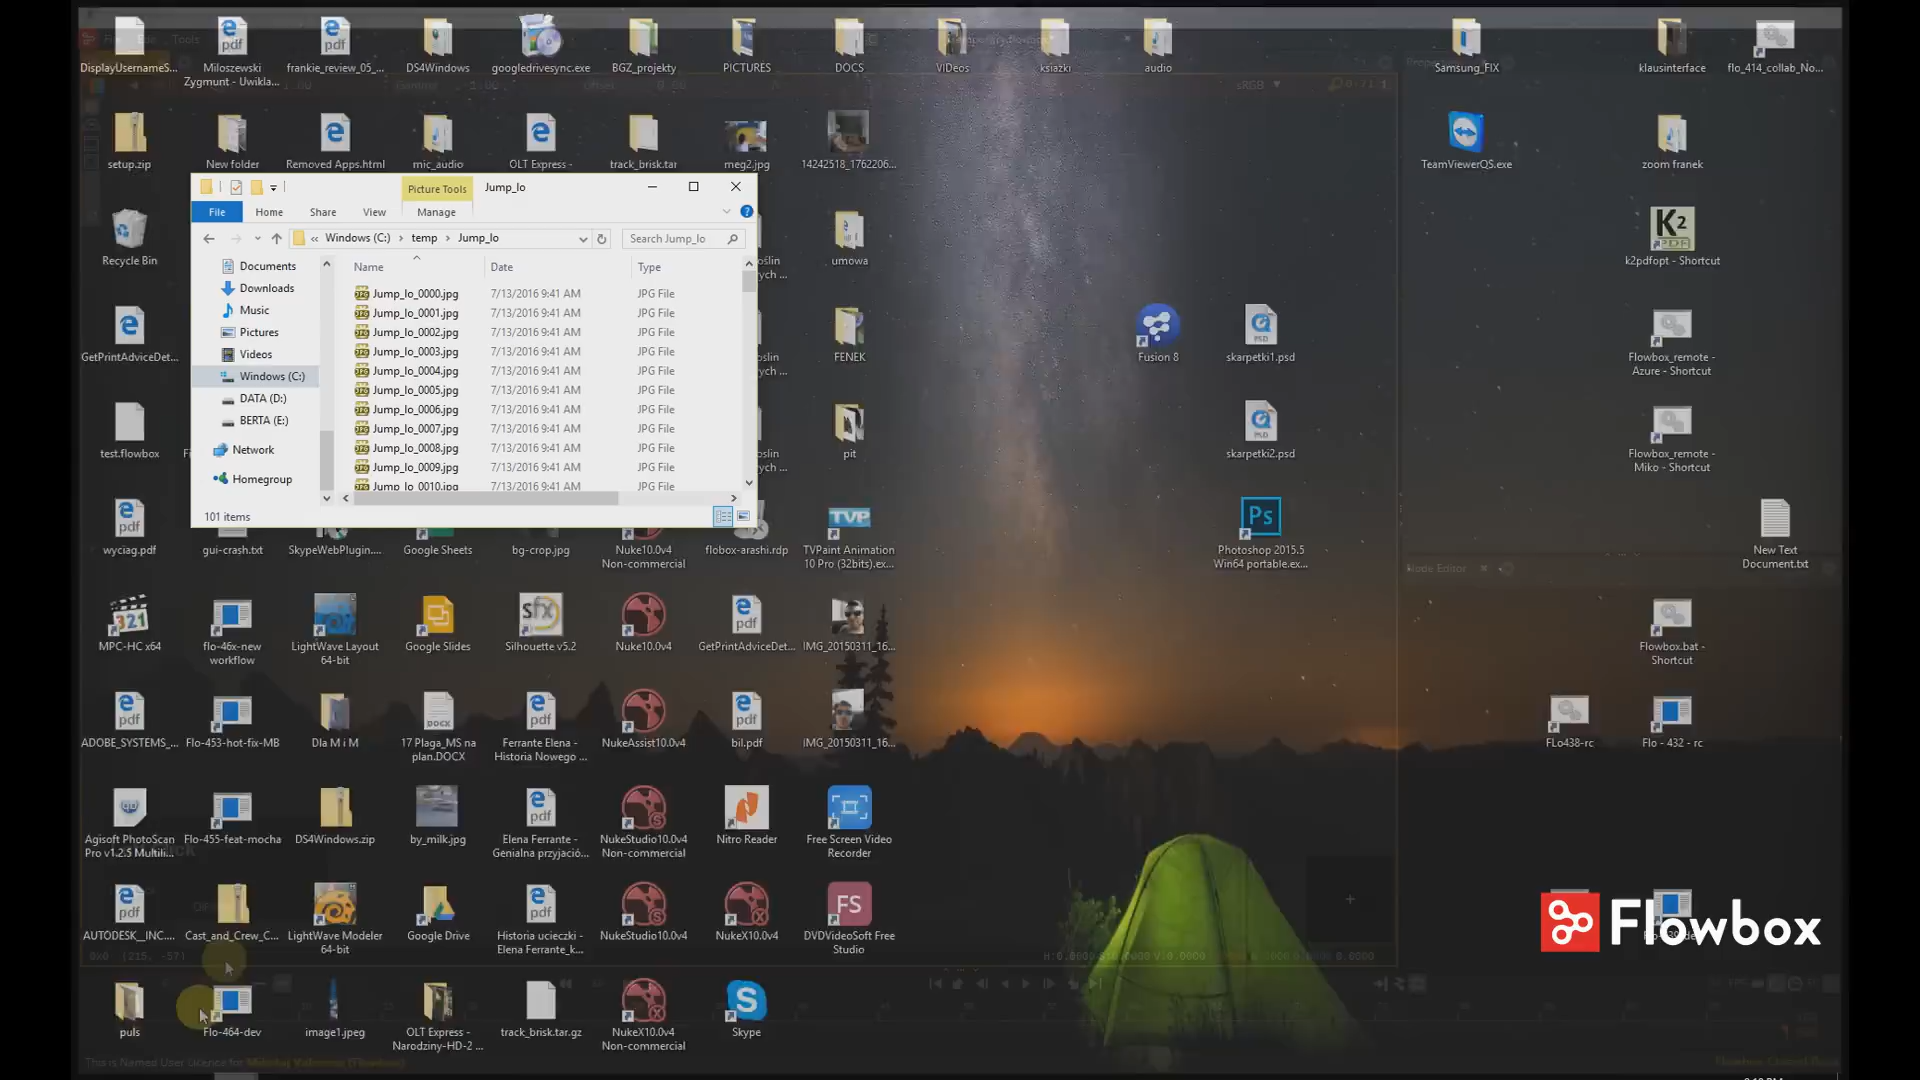 DisplayUsernameS...
Miloszewski
Zygmunt - Uwikla...
frankie_review_05_...
DS4Windows
googledrivesync.exe
BGZ_projekty
PICTURES
DOCS
VIDeos
ksiazki
audio
Samsung_FIX
klausinterface
flo_414_collab_No...
sRGB
setup.zip
New folder
Removed Apps.html
mic_audio
OLT Express -
track_brisk.tar
meg2.jpg
14242518_1762206...
TeamViewerQS.exe
zoom franek
Picture Tools
Jump_lo
File
Home
Share
View
Manage
Windows (C:)
temp
Jump_lo
Search Jump_lo
Recycle Bin
umowa
K2
PDF
k2pdfopt - Shortcut
Documents
Downloads
Music
Pictures
Videos
Windows (C:)
DATA (D:)
BERTA (E:)
Network
Homegroup
Name
Date
Type
Jump_lo_0000.jpg 7/13/2016 9:41 AM JPG File
Jump_lo_0001.jpg 7/13/2016 9:41 AM JPG File
Jump_lo_0002.jpg 7/13/2016 9:41 AM JPG File
Jump_lo_0003.jpg 7/13/2016 9:41 AM JPG File
Jump_lo_0004.jpg 7/13/2016 9:41 AM JPG File
Jump_lo_0005.jpg 7/13/2016 9:41 AM JPG File
Jump_lo_0006.jpg 7/13/2016 9:41 AM JPG File
Jump_lo_0007.jpg 7/13/2016 9:41 AM JPG File
Jump_lo_0008.jpg 7/13/2016 9:41 AM JPG File
Jump_lo_0009.jpg 7/13/2016 9:41 AM JPG File
Jump_lo_0010.jpg 7/13/2016 9:41 AM JPG File
101 items
GetPrintAdviceDet...
FENEK
Fusion 8
skarpetki1.psd
Flowbox_remote -
Azure - Shortcut
test.flowbox
pit
skarpetki2.psd
Flowbox_remote -
Miko - Shortcut
wyciag.pdf
gui-crash.txt
SkypeWebPlugin....
Google Sheets
bg-crop.jpg
Nuke10.0v4
Non-commercial
flobox-arashi.rdp
TVPaint Animation
10 Pro (32bits).ex...
Photoshop 2015.5
Win64 portable.ex...
New Text
Document.txt
Node Editor
MPC-HC x64
flo-46x-new
workflow
LightWave Layout
64-bit
Google Slides
Silhouette v5.2
Nuke10.0v4
GetPrintAdviceDet...
IMG_20150311_16...
Flowbox.bat -
Shortcut
ADOBE_SYSTEMS_...
Flo-453-hot-fix-MB
Dla M i M
17 Plaga_MS na
plan.DOCX
Ferrante Elena -
Historia Nowego ...
NukeAssist10.0v4
bil.pdf
IMG_20150311_16...
FLo438-rc
Flo - 432 - rc
Agisoft PhotoScan
Pro v1.2.5 Multili...
Flo-455-feat-mocha
DS4Windows.zip
by_milk.jpg
Elena Ferrante -
Genialna przyjació...
NukeStudio10.0v4
Non-commercial
Nitro Reader
Free Screen Video
Recorder
AUTODESK__INC....
Cast_and_Crew_C...
LightWave Modeler
64-bit
Google Drive
Historia ucieczki -
Elena Ferrante_k...
NukeStudio10.0v4
NukeX10.0v4
DVDVideoSoft Free
Studio
Flowbox
0x0 (215, -57)
puls
Flo-464-dev
image1.jpeg
OLT Express -
Narodziny-HD-2 ...
track_brisk.tar.gz
NukeX10.0v4
Non-commercial
Skype